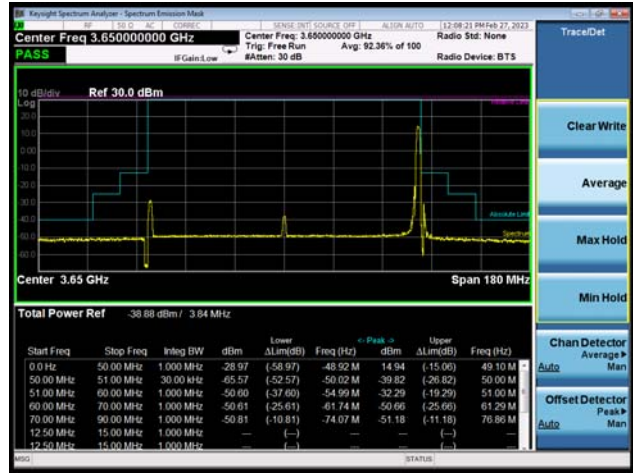 Keysight Spectrum Analyzer - Spectrum Emission Mask
RF 50 Ω AC CORREC SENSE:INT SOURCE OFF ALIGN AUTO 12:08:21 PM Feb 27, 2023
Center Freq 3.650000000 GHz
Center Freq: 3.650000000 GHz
Radio Std: None
Trace/Det
PASS
Trig: Free Run
Avg: 92.36% of 100
IFGain:Low
#Atten: 30 dB
Radio Device: BTS
10 dB/div
Ref 30.0 dBm
Log
20.0
10.0
0.00
10.0
20.0
30.0
40.0
60.0
Absolute Limit
Spectrum
Center 3.65 GHz
Span 180 MHz
Clear Write
Average
Max Hold
Min Hold
Chan Detector
Average
Auto Man
Offset Detector
Peak
Auto Man
Total Power Ref -38.88 dBm / 3.84 MHz
Lower <- Peak -> Upper
Start Freq Stop Freq Integ BW dBm ΔLim(dB) Freq (Hz) dBm ΔLim(dB) Freq (Hz)
0.0 Hz 50.00 MHz 1.000 MHz -28.97 (-58.97) -48.92 M 14.94 (-15.06) 49.10 M
50.00 MHz 51.00 MHz 30.00 kHz -65.57 (-52.57) -50.02 M -39.82 (-26.82) 50.00 M
51.00 MHz 60.00 MHz 1.000 MHz -50.60 (-37.60) -54.99 M -32.29 (-19.29) 51.00 M
60.00 MHz 70.00 MHz 1.000 MHz -50.61 (-25.61) -61.74 M -50.66 (-25.66) 61.29 M
70.00 MHz 90.00 MHz 1.000 MHz -50.81 (-10.81) -74.07 M -51.18 (-11.18) 76.86 M
12.50 MHz 15.00 MHz 1.000 MHz --- (---) --- (---)
12.50 MHz 15.00 MHz 1.000 MHz --- (---) --- (---)
MSG
STATUS